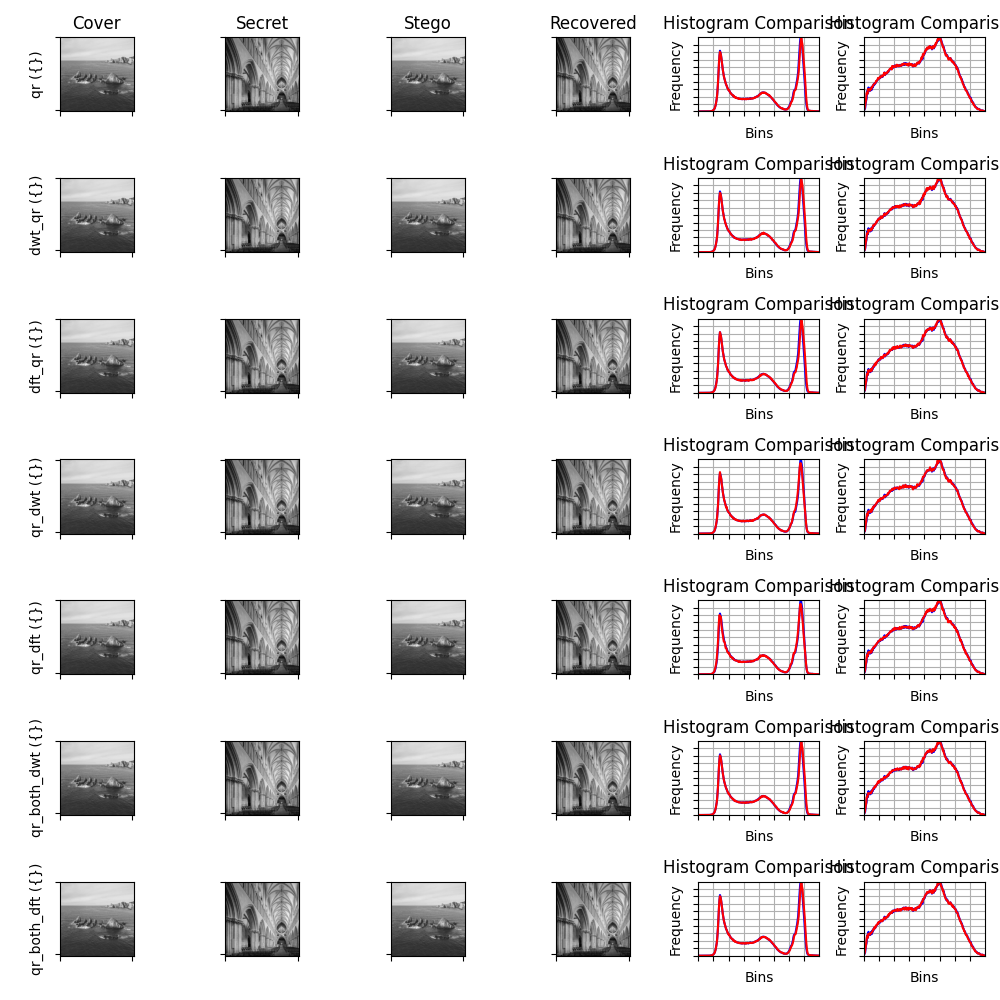 Cover Secret Stego Recovered Histogram Comparison Histogram Comparis
qr ({}) Frequency Frequency
Bins Bins
Histogram Comparison Histogram Comparis
dwt_qr ({}) Frequency Frequency
Bins Bins
Histogram Comparison Histogram Comparis
dft_qr ({}) Frequency Frequency
Bins Bins
Histogram Comparison Histogram Comparis
qr_dwt ({}) Frequency Frequency
Bins Bins
Histogram Comparison Histogram Comparis
qr_dft ({}) Frequency Frequency
Bins Bins
Histogram Comparison Histogram Comparis
qr_both_dwt ({}) Frequency Frequency
Bins Bins
Histogram Comparison Histogram Comparis
qr_both_dft ({}) Frequency Frequency
Bins Bins